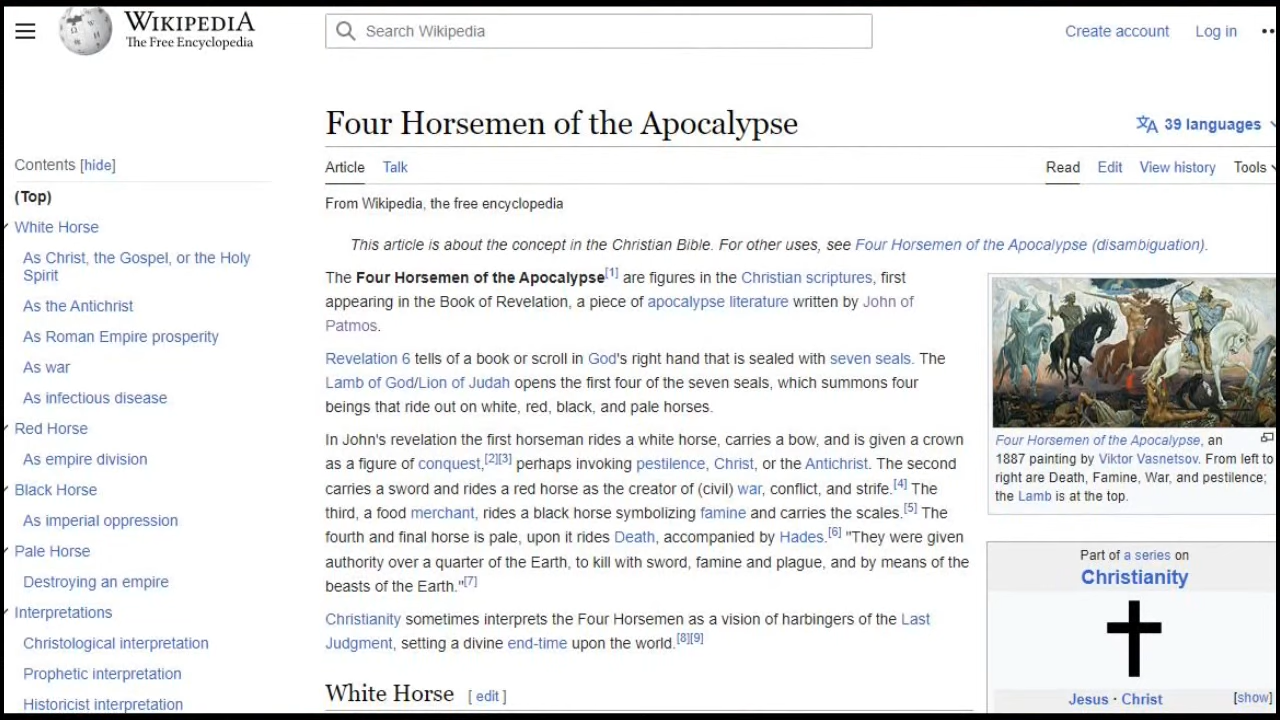 WIKIPEDIA
The Free Encyclopedia
Search Wikipedia
Create account
Log in
Four Horsemen of the Apocalypse
39 languages
Contents [hide]
(Top)
White Horse
As Christ, the Gospel, or the Holy
Spirit
As the Antichrist
As Roman Empire prosperity
As war
As infectious disease
Red Horse
As empire division
Black Horse
As imperial oppression
Pale Horse
Destroying an empire
Interpretations
Christological interpretation
Prophetic interpretation
Historicist interpretation
Article Talk
Read Edit View history Tools
From Wikipedia, the free encyclopedia
This article is about the concept in the Christian Bible. For other uses, see Four Horsemen of the Apocalypse (disambiguation).
The Four Horsemen of the Apocalypse[1] are figures in the Christian scriptures, first
appearing in the Book of Revelation, a piece of apocalypse literature written by John of
Patmos.
Revelation 6 tells of a book or scroll in God's right hand that is sealed with seven seals. The
Lamb of God/Lion of Judah opens the first four of the seven seals, which summons four
beings that ride out on white, red, black, and pale horses.
In John's revelation the first horseman rides a white horse, carries a bow, and is given a crown
as a figure of conquest,[2][3] perhaps invoking pestilence, Christ, or the Antichrist. The second
carries a sword and rides a red horse as the creator of (civil) war, conflict, and strife.[4] The
third, a food merchant, rides a black horse symbolizing famine and carries the scales.[5] The
fourth and final horse is pale, upon it rides Death, accompanied by Hades.[6] "They were given
authority over a quarter of the Earth, to kill with sword, famine and plague, and by means of the
beasts of the Earth."[7]
Christianity sometimes interprets the Four Horsemen as a vision of harbingers of the Last
Judgment, setting a divine end-time upon the world.[8][9]
White Horse [ edit ]
Four Horsemen of the Apocalypse, an
1887 painting by Viktor Vasnetsov. From left to
right are Death, Famine, War, and pestilence;
the Lamb is at the top.
Part of a series on
Christianity
Jesus · Christ [show]